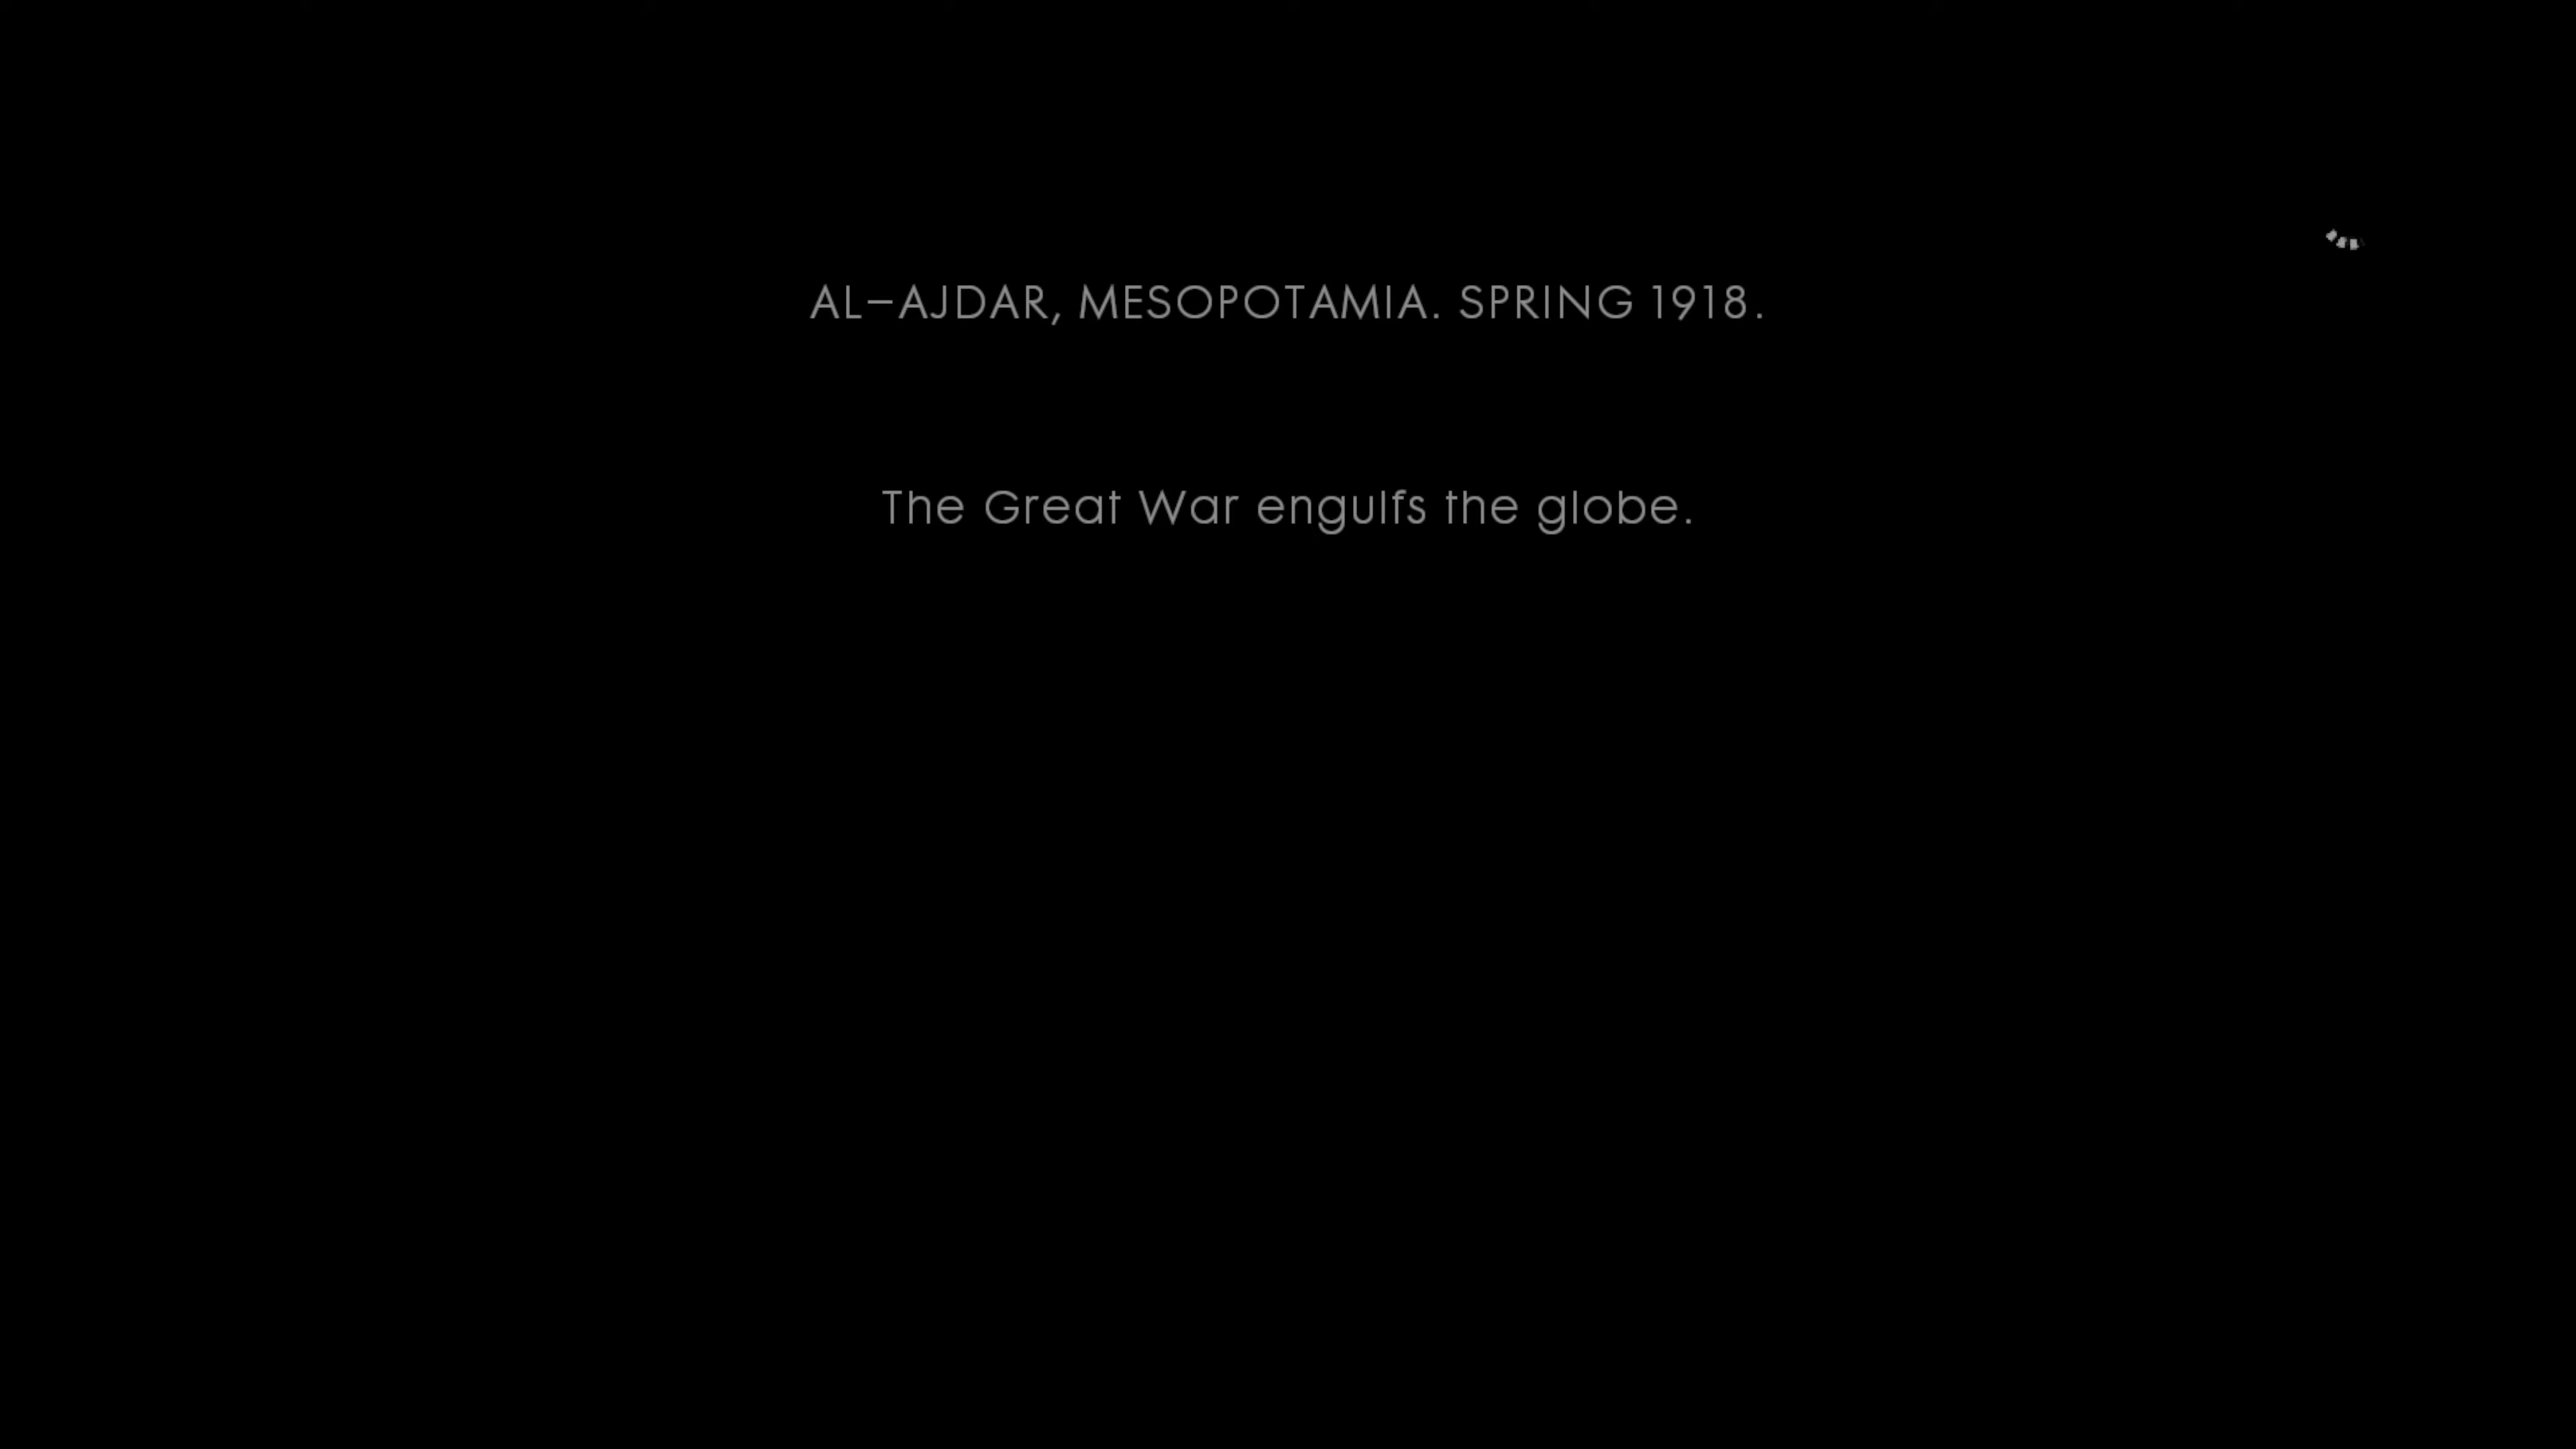 AL–AJDAR, MESOPOTAMIA. SPRING 1918.
The Great War engulfs the globe.